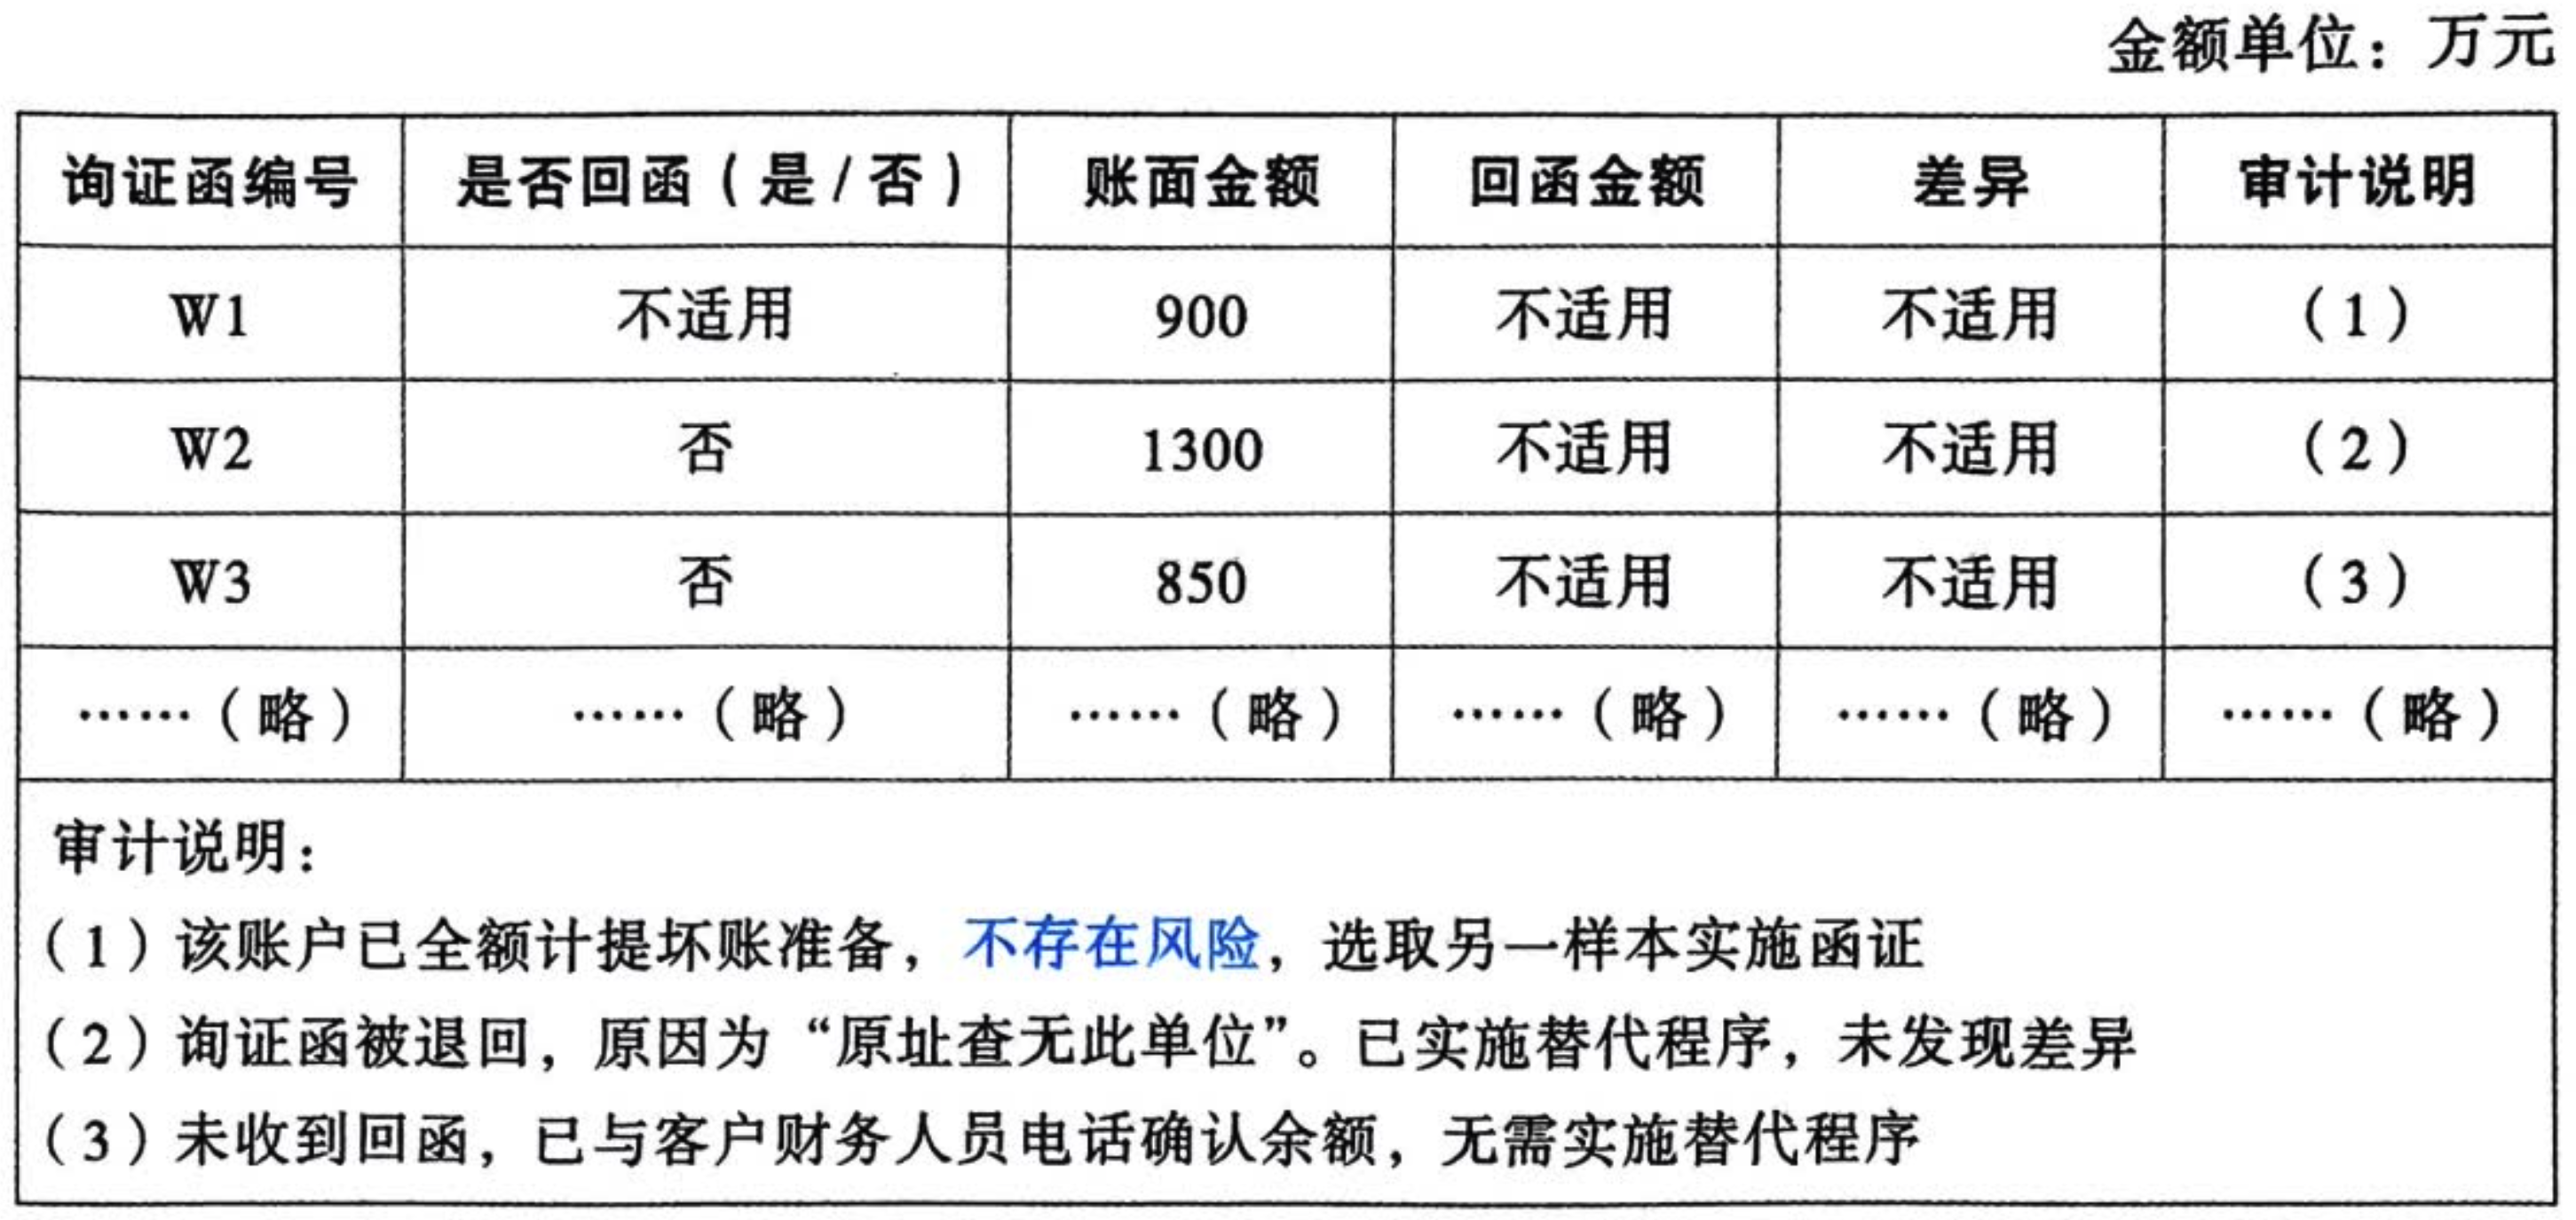 金额单位：万元
询证函编号 是否回函（是/否） 账面金额 回函金额 差异 审计说明
W1 不适用 900 不适用 不适用 （1）
W2 否 1300 不适用 不适用 （2）
W3 否 850 不适用 不适用 （3）
……（略） ……（略） ……（略） ……（略） ……（略） ……（略）
审计说明：
（1）该账户已全额计提坏账准备，不存在风险，选取另一样本实施函证
（2）询证函被退回，原因为“原址查无此单位”。已实施替代程序，未发现差异
（3）未收到回函，已与客户财务人员电话确认余额，无需实施替代程序